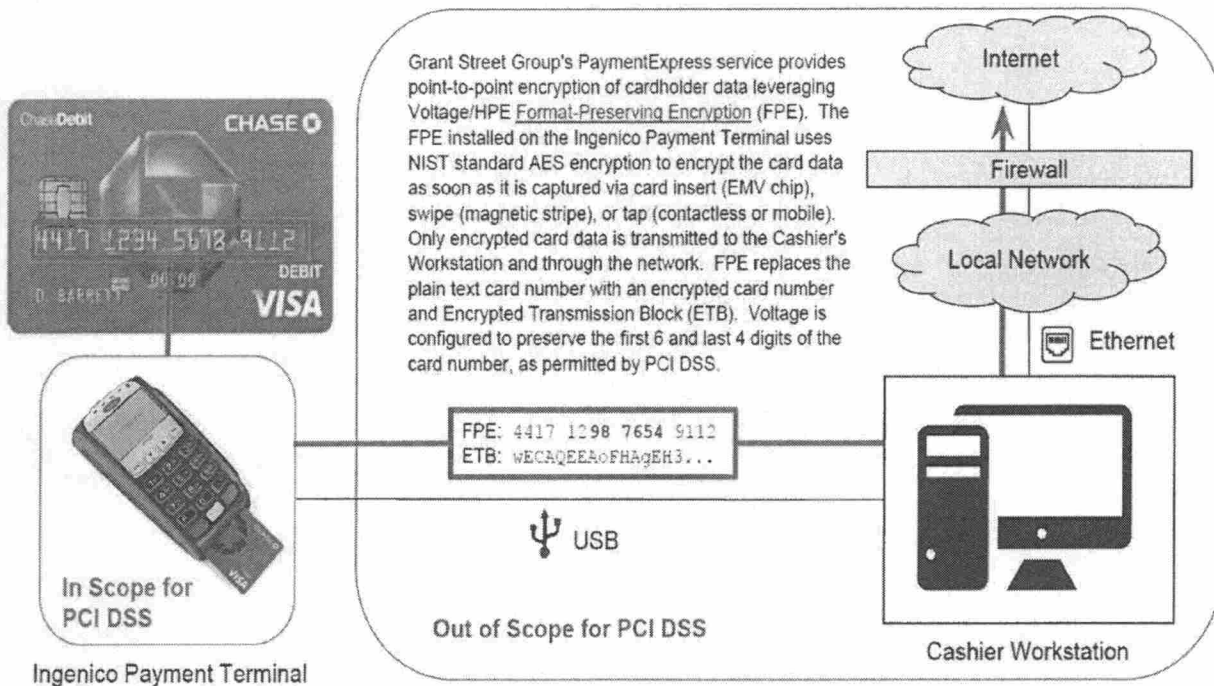 Grant Street Group's PaymentExpress service provides
point-to-point encryption of cardholder data leveraging
Voltage/HPE Format-Preserving Encryption (FPE). The
FPE installed on the Ingenico Payment Terminal uses
NIST standard AES encryption to encrypt the card data
as soon as it is captured via card insert (EMV chip),
swipe (magnetic stripe), or tap (contactless or mobile).
Only encrypted card data is transmitted to the Cashier's
Workstation and through the network. FPE replaces the
plain text card number with an encrypted card number
and Encrypted Transmission Block (ETB). Voltage is
configured to preserve the first 6 and last 4 digits of the
card number, as permitted by PCI DSS.
Internet
Firewall
Local Network
Ethernet
ChaseDebit
CHASE
4417 1234 5678 9112
00/00
DEBIT
D. BARRETT
VISA
FPE: 4417 1298 7654 9112
ETB: wECAQEEAoFHAgEH3...
USB
VISA
In Scope for
PCI DSS
Out of Scope for PCI DSS
Ingenico Payment Terminal
Cashier Workstation